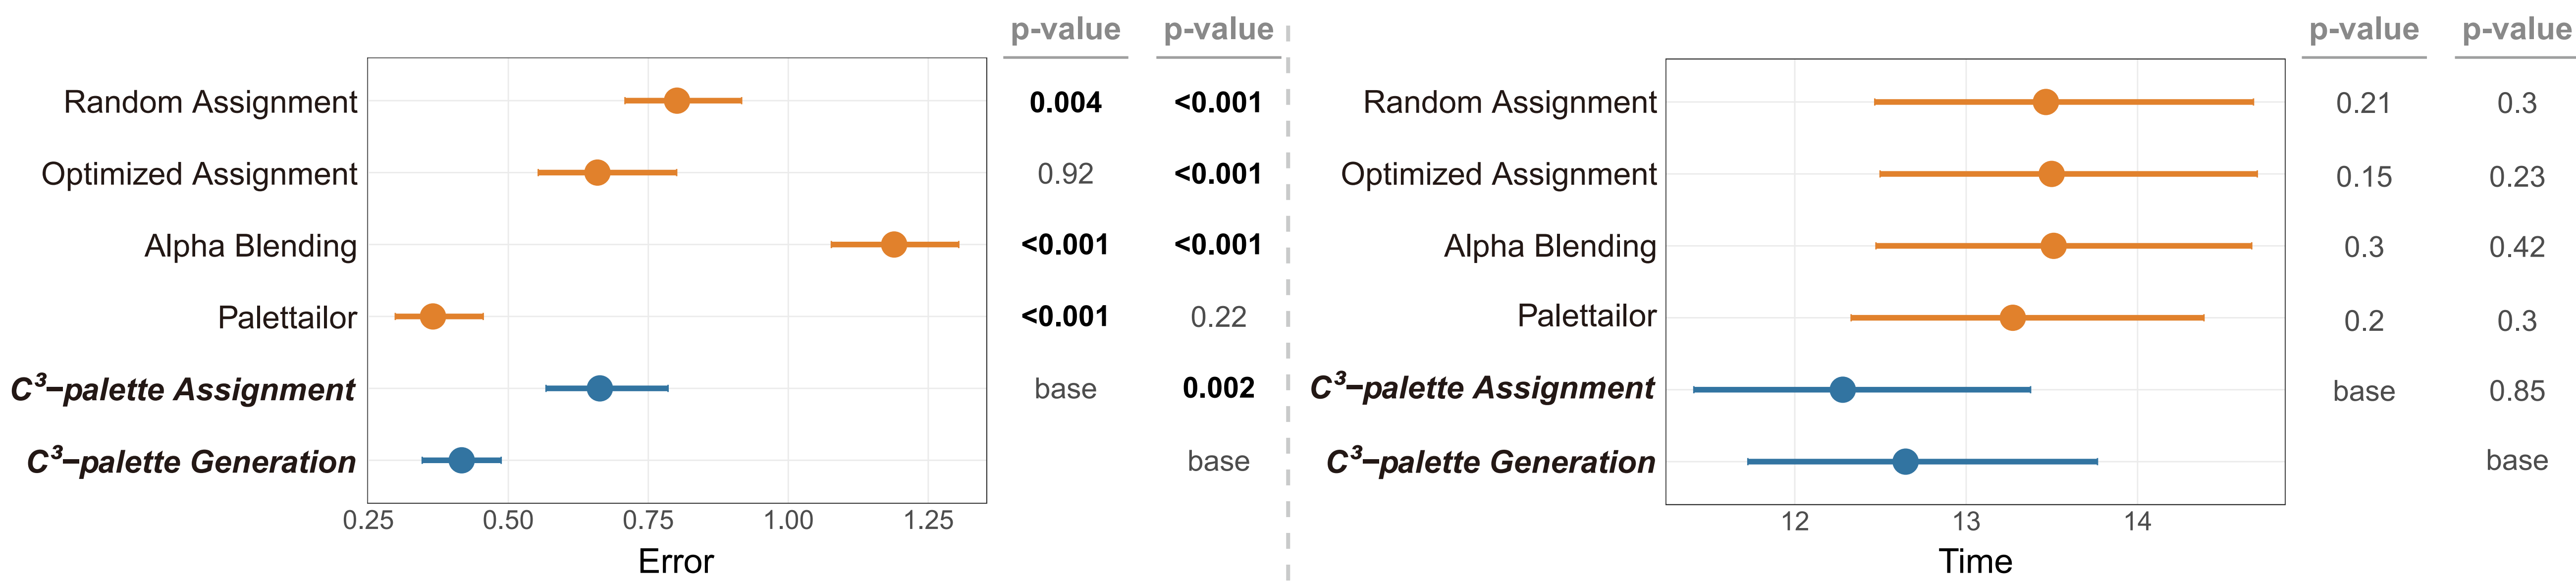 p-value p-value
Random Assignment 0.004 <0.001
Optimized Assignment 0.92 <0.001
Alpha Blending <0.001 <0.001
Palettailor <0.001 0.22
C³–palette Assignment base 0.002
C³–palette Generation base
0.25 0.50 0.75 1.00 1.25
Error
p-value p-value
Random Assignment 0.21 0.3
Optimized Assignment 0.15 0.23
Alpha Blending 0.3 0.42
Palettailor 0.2 0.3
C³–palette Assignment base 0.85
C³–palette Generation base
12 13 14
Time